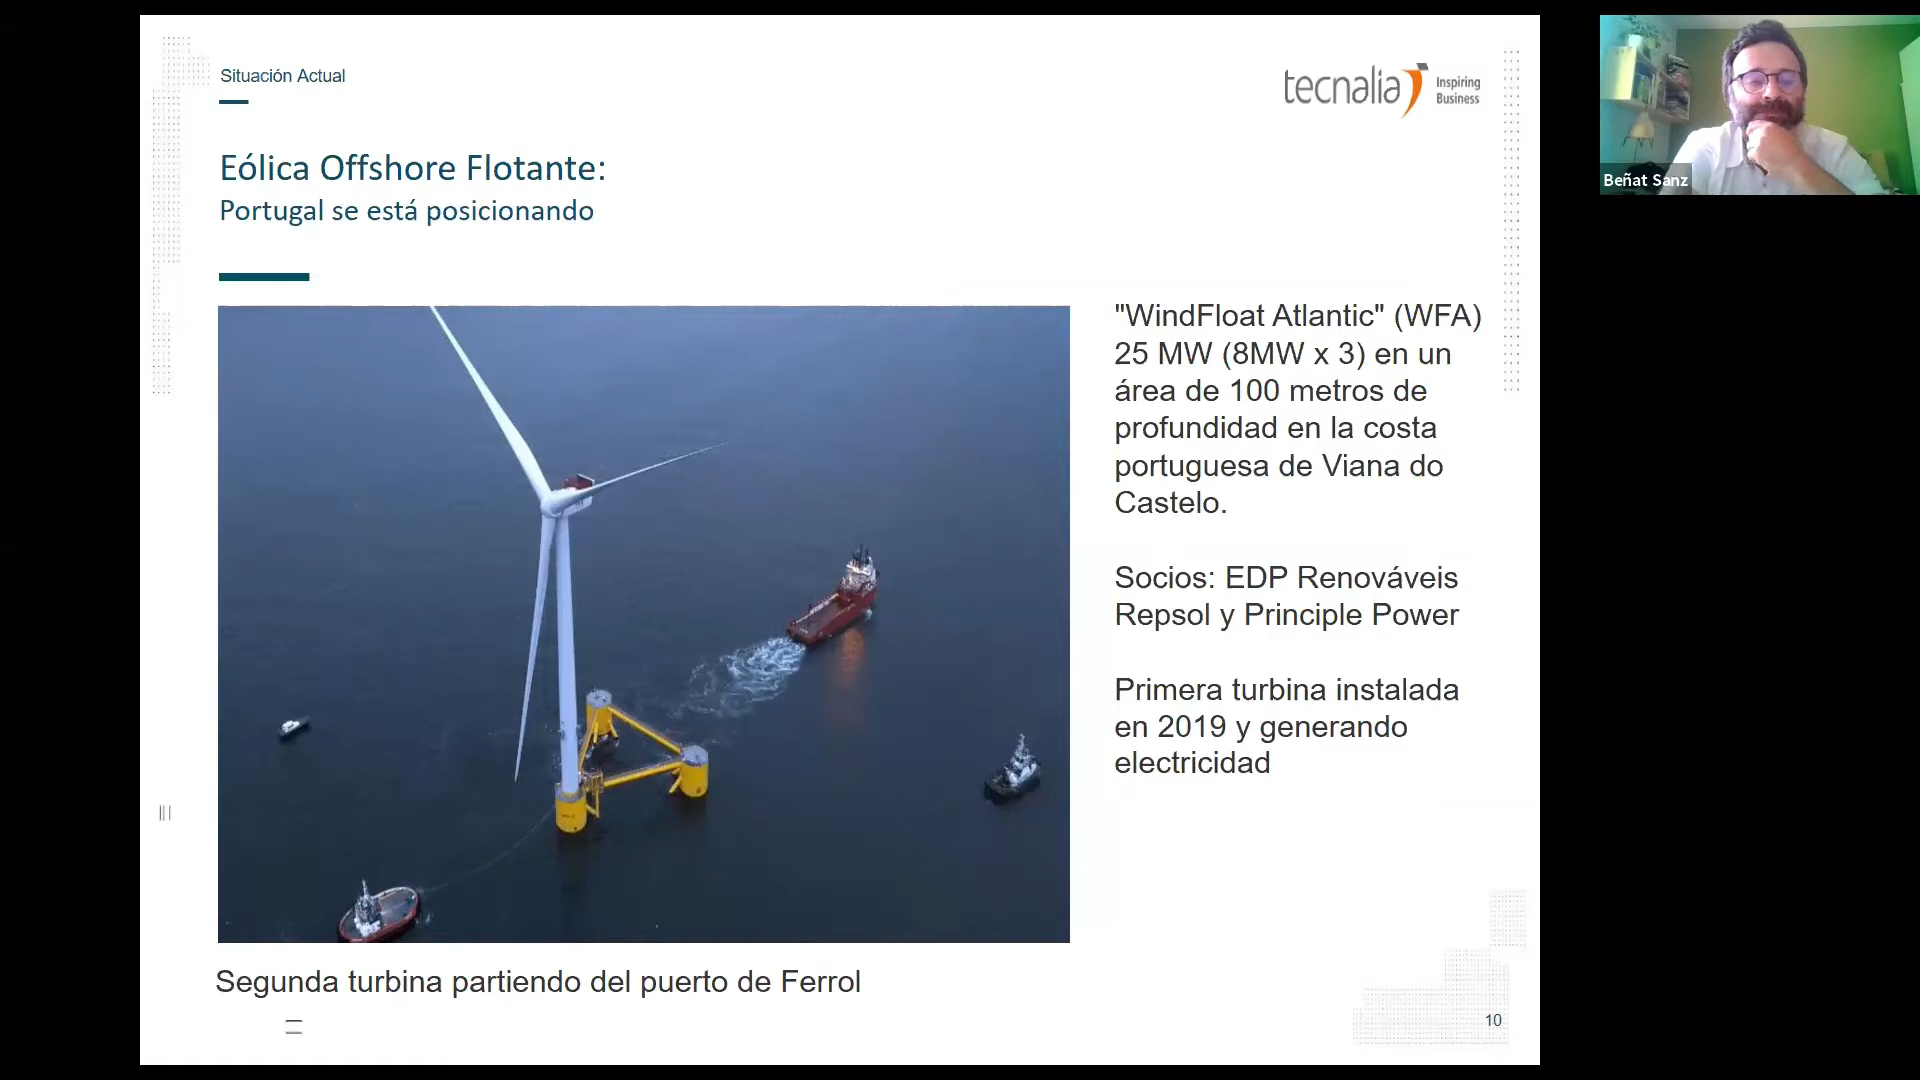 Situación Actual
tecnalia Inspiring
Business
Eólica Offshore Flotante:
Portugal se está posicionando
"WindFloat Atlantic" (WFA)
25 MW (8MW x 3) en un
área de 100 metros de
profundidad en la costa
portuguesa de Viana do
Castelo.
Socios: EDP Renováveis
Repsol y Principle Power
Primera turbina instalada
en 2019 y generando
electricidad
Segunda turbina partiendo del puerto de Ferrol
10
Beñat Sanz